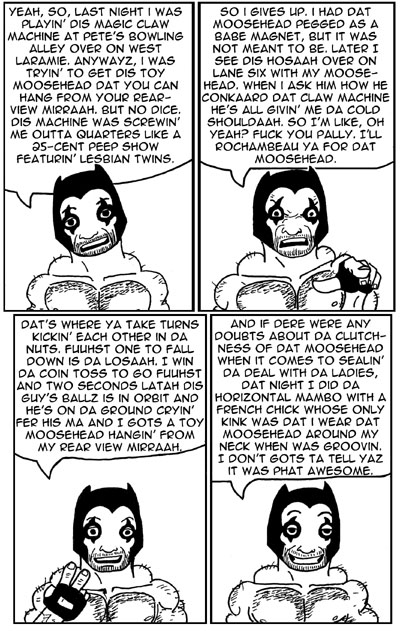 YEAH, SO, LAST NIGHT I WAS
PLAYIN' DIS MAGIC CLAW
MACHINE AT PETE'S BOWLING
ALLEY OVER ON WEST
LARAMIE. ANYWAYZ, I WAS
TRYIN' TO GET DIS TOY
MOOSEHEAD DAT YOU CAN
HANG FROM YOUR REAR-
VIEW MIRRAAH. BUT NO DICE.
DIS MACHINE WAS SCREWIN'
ME OUTTA QUARTERS LIKE A
25-CENT PEEP SHOW
FEATURIN' LESBIAN TWINS.
SO I GIVES UP. I HAD DAT
MOOSEHEAD PEGGED AS A
BABE MAGNET, BUT IT WAS
NOT MEANT TO BE. LATER I
SEE DIS HOSAAH OVER ON
LANE SIX WITH MY MOOSE-
HEAD. WHEN I ASK HIM HOW HE
CONKAARD DAT CLAW MACHINE
HE'S ALL GIVIN' ME DA COLD
SHOULDAAH. SO I'M LIKE, OH
YEAH? FUCK YOU PALLY. I'LL
ROCHAMBEAU YA FOR DAT
MOOSEHEAD.
DAT'S WHERE YA TAKE TURNS
KICKIN' EACH OTHER IN DA
NUTS. FUUHST ONE TO FALL
DOWN IS DA LOSAAH. I WIN
DA COIN TOSS TO GO FUUHST
AND TWO SECONDS LATAH DIS
GUY'S BALLZ IS IN ORBIT AND
HE'S ON DA GROUND CRYIN'
FER HIS MA AND I GOTS A TOY
MOOSEHEAD HANGIN' FROM
MY REAR VIEW MIRRAAH.
AND IF DERE WERE ANY
DOUBTS ABOUT DA CLUTCH-
NESS OF DAT MOOSEHEAD
WHEN IT COMES TO SEALIN'
DA DEAL WITH DA LADIES,
DAT NIGHT I DID DA
HORIZONTAL MAMBO WITH A
FRENCH CHICK WHOSE ONLY
KINK WAS DAT I WEAR DAT
MOOSEHEAD AROUND MY
NECK WHEN WAS GROOVIN.
I DON'T GOTS TA TELL YAZ
IT WAS PHAT AWESOME.